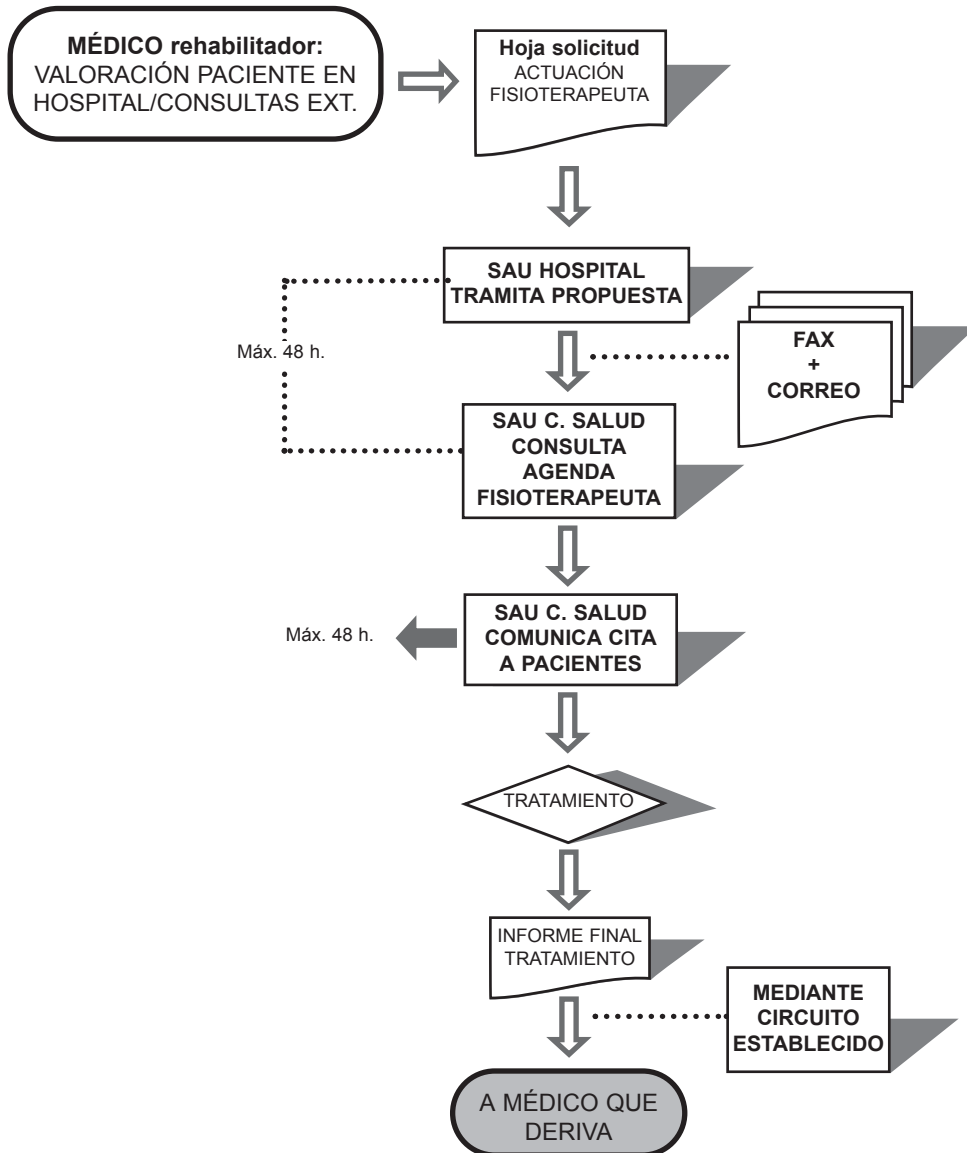 MÉDICO rehabilitador:
VALORACIÓN PACIENTE EN
HOSPITAL/CONSULTAS EXT.
Hoja solicitud
ACTUACIÓN
FISIOTERAPEUTA
SAU HOSPITAL
TRAMITA PROPUESTA
Máx. 48 h.
FAX
+
CORREO
SAU C. SALUD
CONSULTA
AGENDA
FISIOTERAPEUTA
SAU C. SALUD
COMUNICA CITA
A PACIENTES
Máx. 48 h.
TRATAMIENTO
INFORME FINAL
TRATAMIENTO
MEDIANTE
CIRCUITO
ESTABLECIDO
A MÉDICO QUE
DERIVA